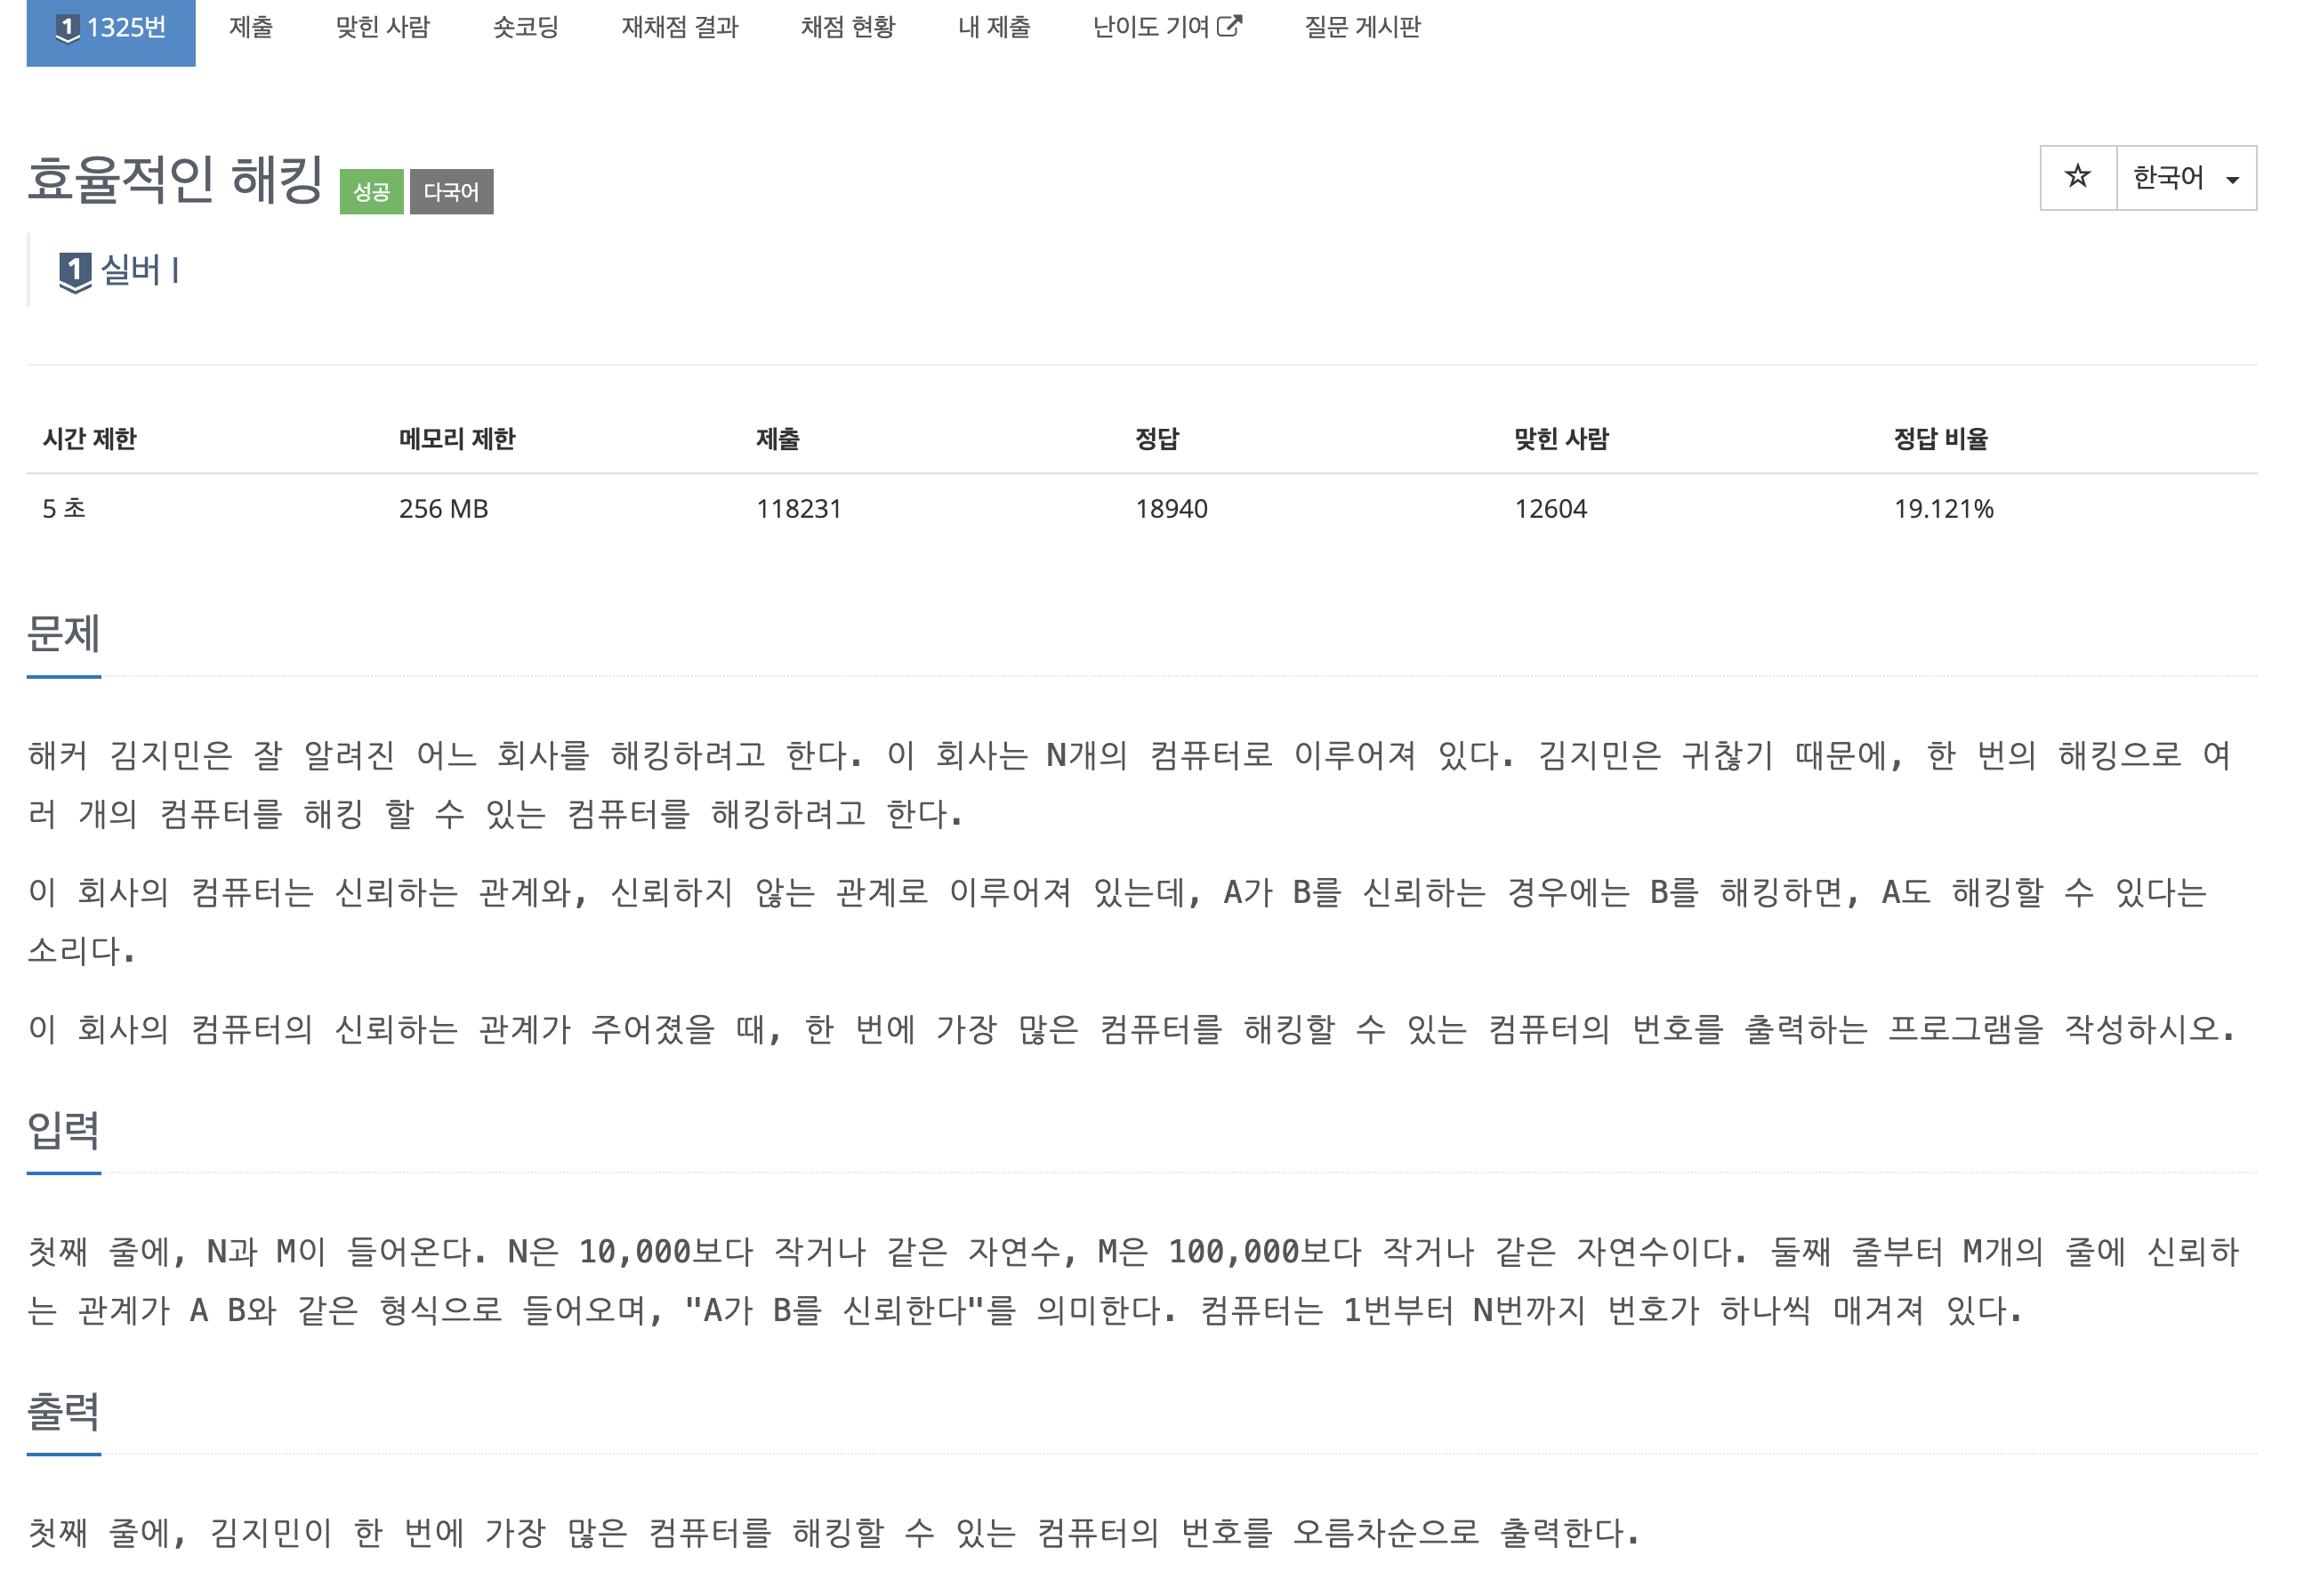 1 1325번 제출 맞힌 사람 숏코딩 재채점 결과 채점 현황 내 제출 난이도 기여 질문 게시판
효율적인 해킹 성공 다국어 ☆ 한국어
1 실버 I
시간 제한 메모리 제한 제출 정답 맞힌 사람 정답 비율
5 초 256 MB 118231 18940 12604 19.121%
문제
해커 김지민은 잘 알려진 어느 회사를 해킹하려고 한다. 이 회사는 N개의 컴퓨터로 이루어져 있다. 김지민은 귀찮기 때문에, 한 번의 해킹으로 여
러 개의 컴퓨터를 해킹 할 수 있는 컴퓨터를 해킹하려고 한다.
이 회사의 컴퓨터는 신뢰하는 관계와, 신뢰하지 않는 관계로 이루어져 있는데, A가 B를 신뢰하는 경우에는 B를 해킹하면, A도 해킹할 수 있다는
소리다.
이 회사의 컴퓨터의 신뢰하는 관계가 주어졌을 때, 한 번에 가장 많은 컴퓨터를 해킹할 수 있는 컴퓨터의 번호를 출력하는 프로그램을 작성하시오.
입력
첫째 줄에, N과 M이 들어온다. N은 10,000보다 작거나 같은 자연수, M은 100,000보다 작거나 같은 자연수이다. 둘째 줄부터 M개의 줄에 신뢰하
는 관계가 A B와 같은 형식으로 들어오며, "A가 B를 신뢰한다"를 의미한다. 컴퓨터는 1번부터 N번까지 번호가 하나씩 매겨져 있다.
출력
첫째 줄에, 김지민이 한 번에 가장 많은 컴퓨터를 해킹할 수 있는 컴퓨터의 번호를 오름차순으로 출력한다.